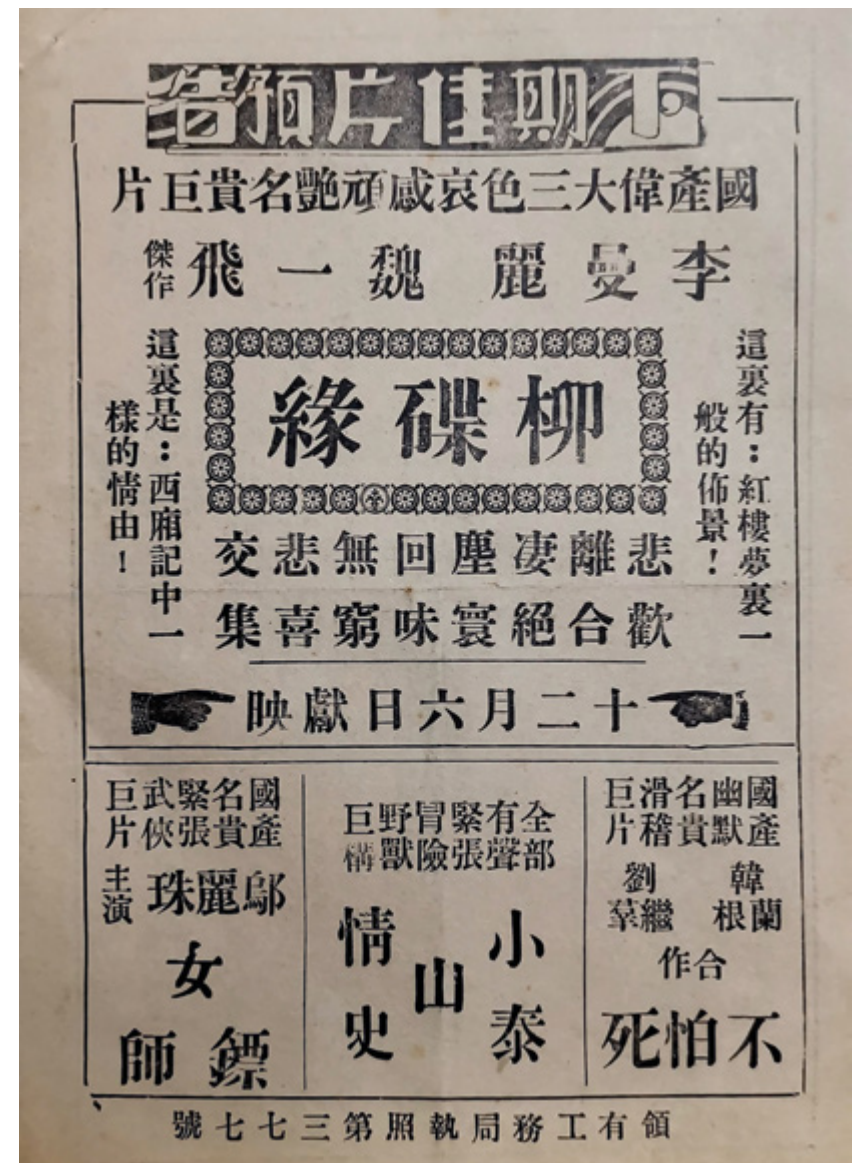 下期佳片預告
國產偉大三色哀感頑艷名貴巨片
李曼麗 魏一飛 傑作
這裏有：紅樓夢裏一
般的佈景！
柳碟緣
悲離凄塵回無悲交
歡合絕寰味窮喜集
這裏是：西廂記中一
樣的情由！
十二月六日獻映
國產幽默名貴滑稽巨片
韓蘭根
劉繼羣
合作
不怕死
全部有聲緊張冒險野獸巨構
小泰山情史
國產名貴緊張武俠巨片
鄔麗珠 主演
女鏢師
領有工務局執照第三七七號